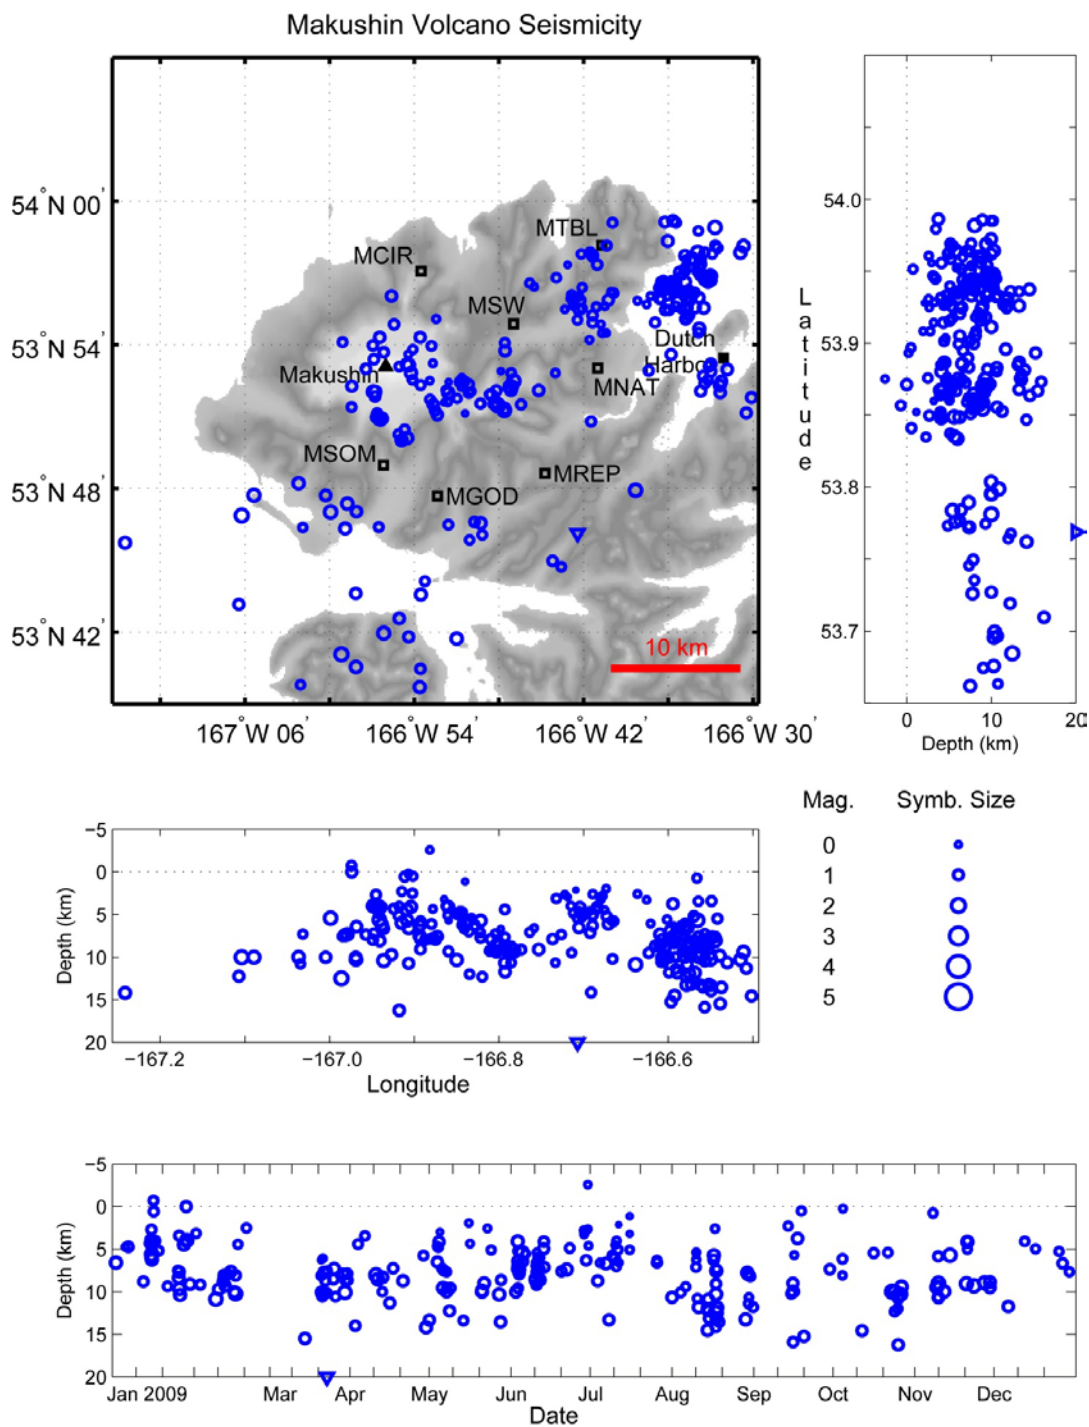 Makushin Volcano Seismicity
54°N 00'
53°N 54'
53°N 48'
53°N 42'
167°W 06'
166°W 54'
166°W 42'
166°W 30'
MTBL
MCIR
MSW
Dutch
Harbo
Makushin
MNAT
MSOM
MREP
MGOD
10 km
Latitude
54.0
53.9
53.8
53.7
0
10
20
Depth (km)
Mag.
Symb. Size
0
1
2
3
4
5
Depth (km)
−5
0
5
10
15
20
−167.2
−167.0
−166.8
−166.6
Longitude
Depth (km)
−5
0
5
10
15
20
Jan 2009
Mar
Apr
May
Jun
Jul
Aug
Sep
Oct
Nov
Dec
Date